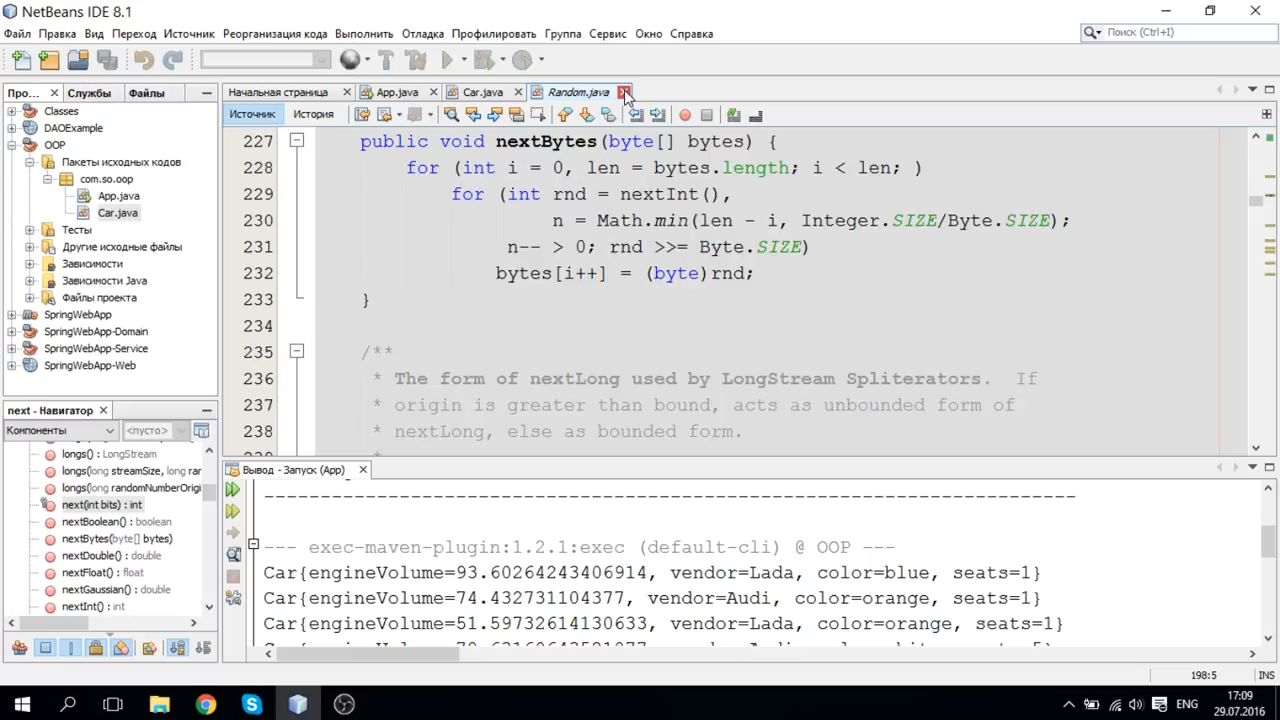 NetBeans IDE 8.1
Файл Правка Вид Переход Источник Реорганизация кода Выполнить Отладка Профилировать Группа Сервис Окно Справка
Поиск (Ctrl+I)
Про... Службы Файлы
Classes
DAOExample
OOP
Пакеты исходных кодов
com.so.oop
App.java
Car.java
Тесты
Другие исходные файлы
Зависимости
Зависимости Java
Файлы проекта
SpringWebApp
SpringWebApp-Domain
SpringWebApp-Service
SpringWebApp-Web
next - Навигатор
Компоненты <пусто>
longs() : LongStream
longs(long streamSize, long rar
longs(long randomNumberOrigi
next(int bits) : int
nextBoolean() : boolean
nextBytes(byte[] bytes)
nextDouble() : double
nextFloat() : float
nextGaussian() : double
nextInt() : int
Начальная страница App.java Car.java Random.java
Источник История
227 public void nextBytes(byte[] bytes) {
228 for (int i = 0, len = bytes.length; i < len; )
229 for (int rnd = nextInt(),
230 n = Math.min(len - i, Integer.SIZE/Byte.SIZE);
231 n-- > 0; rnd >>= Byte.SIZE)
232 bytes[i++] = (byte)rnd;
233 }
234
235 /**
236 * The form of nextLong used by LongStream Spliterators. If
237 * origin is greater than bound, acts as unbounded form of
238 * nextLong, else as bounded form.
Вывод - Запуск (App)
------------------------------------------------------------------------
--- exec-maven-plugin:1.2.1:exec (default-cli) @ OOP ---
Car{engineVolume=93.60264243406914, vendor=Lada, color=blue, seats=1}
Car{engineVolume=74.432731104377, vendor=Audi, color=orange, seats=1}
Car{engineVolume=51.59732614130633, vendor=Lada, color=orange, seats=1}
198:5 INS
ENG 17:09
29.07.2016